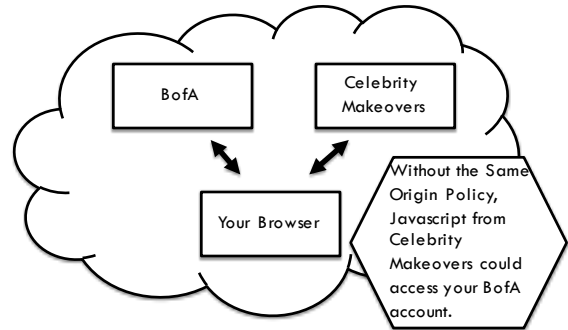 BofA
Celebrity
Makeovers
Your Browser
Without the Same
Origin Policy,
Javascript from
Celebrity
Makeovers could
access your BofA
account.